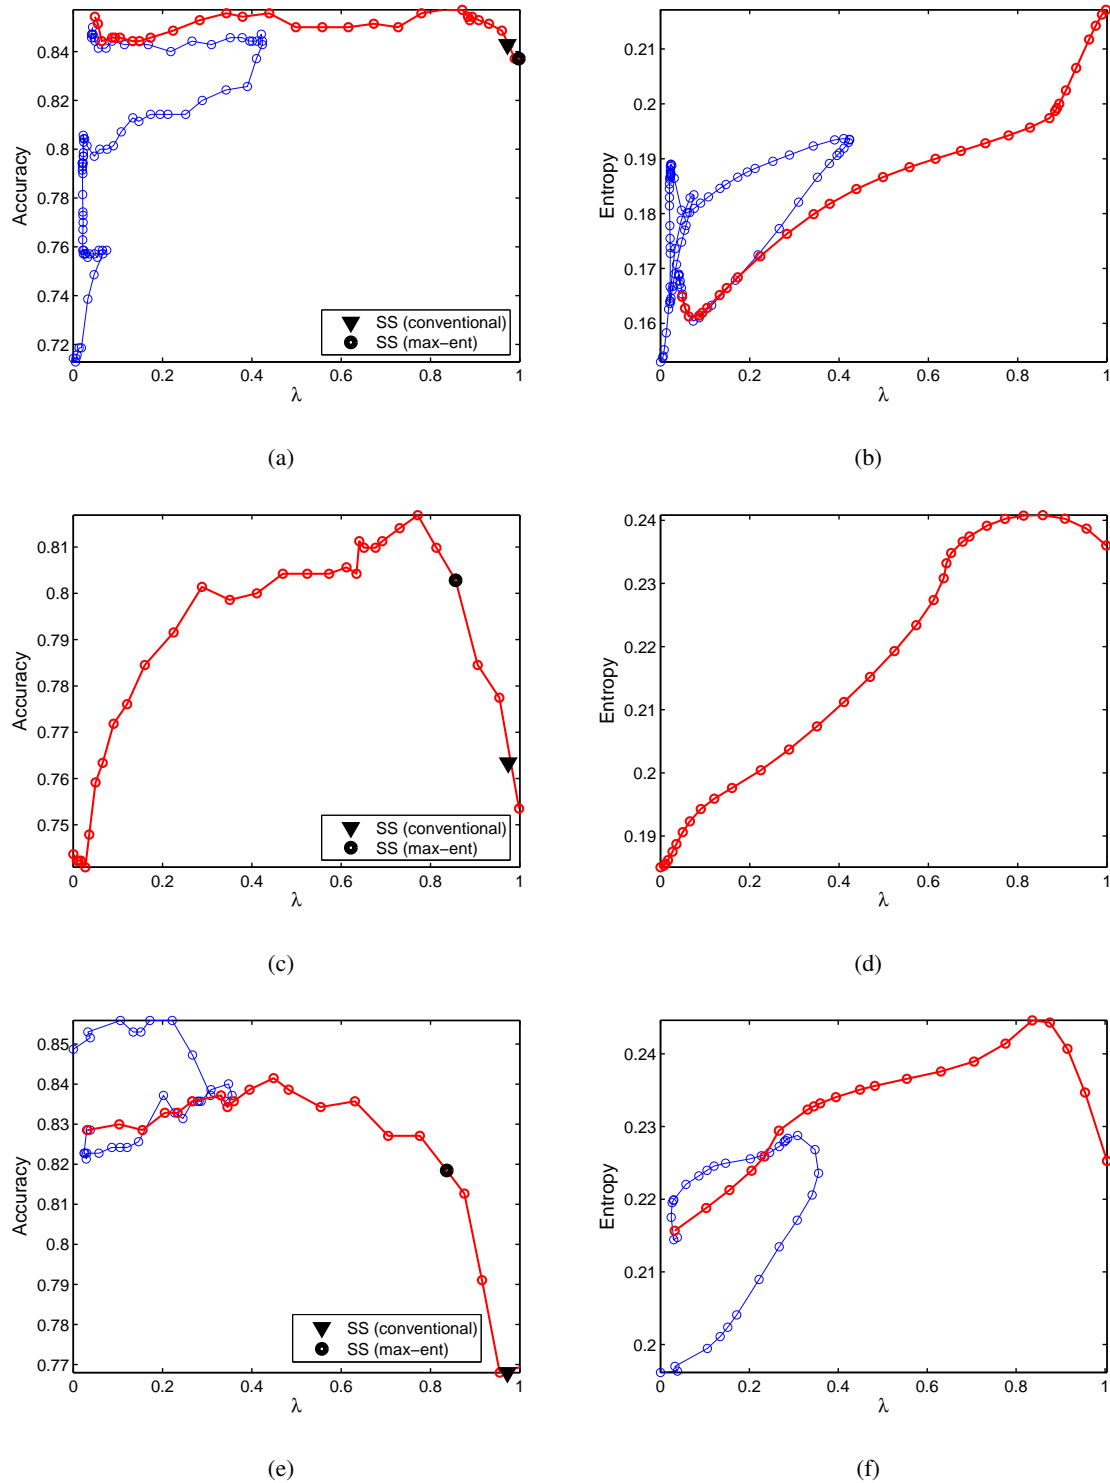 0.84
0.82
0.8
0.78
0.76
0.74
0.72
Accuracy
SS (conventional)
SS (max−ent)
0 0.2 0.4 0.6 0.8 1
λ
(a)
0.21
0.2
0.19
0.18
0.17
0.16
Entropy
0 0.2 0.4 0.6 0.8 1
λ
(b)
0.81
0.8
0.79
0.78
0.77
0.76
0.75
Accuracy
SS (conventional)
SS (max−ent)
0 0.2 0.4 0.6 0.8 1
λ
(c)
0.24
0.23
0.22
0.21
0.2
0.19
Entropy
0 0.2 0.4 0.6 0.8 1
λ
(d)
0.85
0.84
0.83
0.82
0.81
0.8
0.79
0.78
0.77
Accuracy
SS (conventional)
SS (max−ent)
0 0.2 0.4 0.6 0.8 1
λ
(e)
0.24
0.23
0.22
0.21
0.2
Entropy
0 0.2 0.4 0.6 0.8 1
λ
(f)